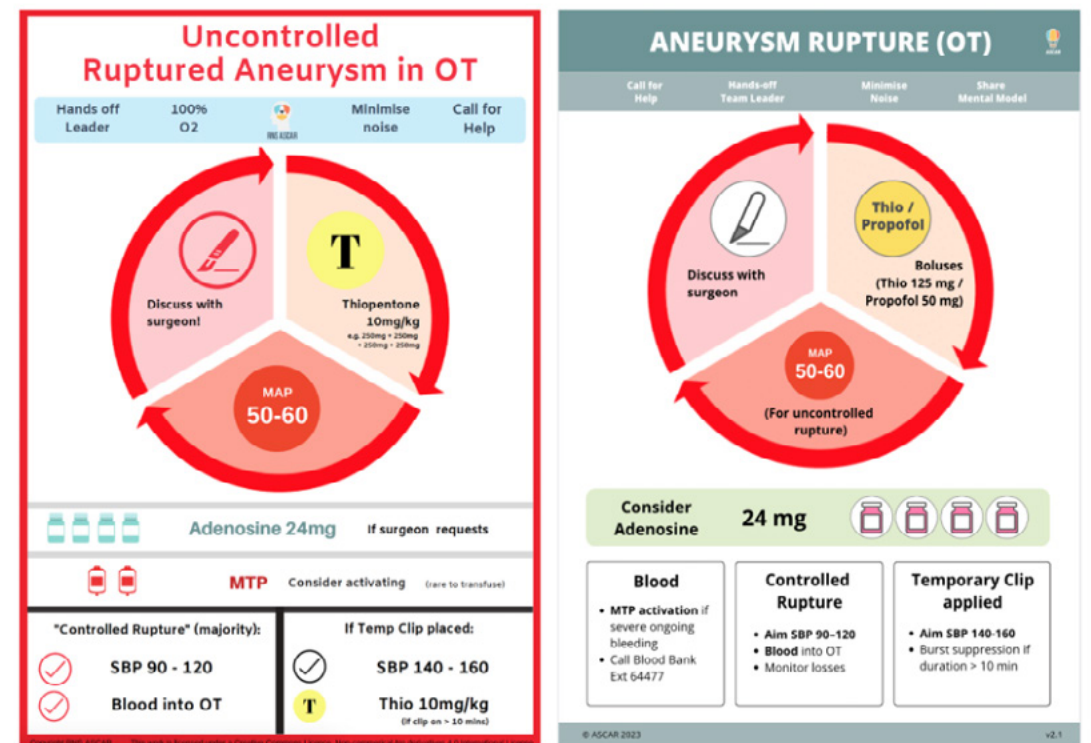 Uncontrolled
Ruptured Aneurysm in OT
Hands off
Leader
100%
O2
RNS ASCAR
Minimise
noise
Call for
Help
Discuss with
surgeon!
T
Thiopentone
10mg/kg
e.g. 250mg + 250mg
+ 250mg + 250mg
MAP
50-60
Adenosine 24mg If surgeon requests
MTP Consider activating (rare to transfuse)
"Controlled Rupture" (majority):
SBP 90 - 120
Blood into OT
If Temp Clip placed:
SBP 140 - 160
T
Thio 10mg/kg
(if clip on > 10 mins)
ANEURYSM RUPTURE (OT)
ASCAR
Call for
Help
Hands-off
Team Leader
Minimise
Noise
Share
Mental Model
Discuss with
surgeon
Thio /
Propofol
Boluses
(Thio 125 mg /
Propofol 50 mg)
MAP
50-60
(For uncontrolled
rupture)
Consider
Adenosine
24 mg
Blood
• MTP activation if
severe ongoing
bleeding
• Call Blood Bank
Ext 64477
Controlled
Rupture
• Aim SBP 90-120
• Blood into OT
• Monitor losses
Temporary Clip
applied
• Aim SBP 140-160
• Burst suppression if
duration > 10 min
© ASCAR 2023
v2.1